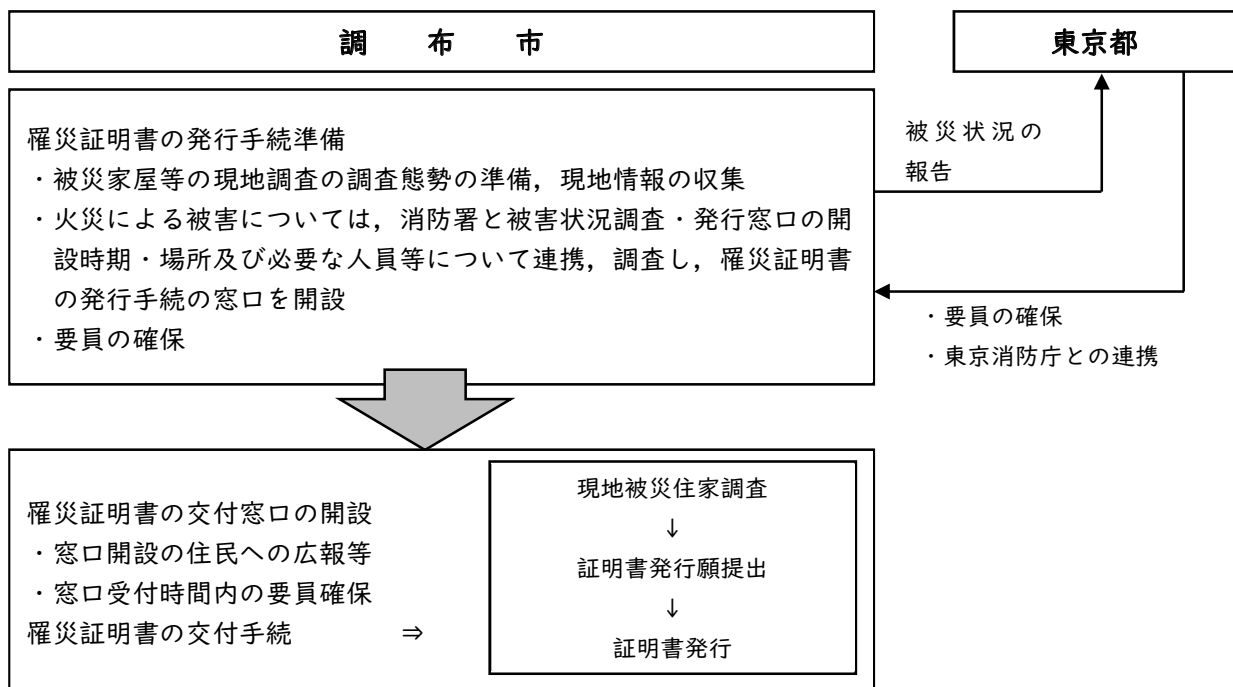 調布市
東京都
罹災証明書の発行手続準備
・被災家屋等の現地調査の調査態勢の準備，現地情報の収集
・火災による被害については，消防署と被害状況調査・発行窓口の開
設時期・場所及び必要な人員等について連携，調査し，罹災証明書
の発行手続の窓口を開設
・要員の確保
被災状況の
報告
・要員の確保
・東京消防庁との連携
罹災証明書の交付窓口の開設
・窓口開設の住民への広報等
・窓口受付時間内の要員確保
罹災証明書の交付手続　⇒
現地被災住家調査
↓
証明書発行願提出
↓
証明書発行